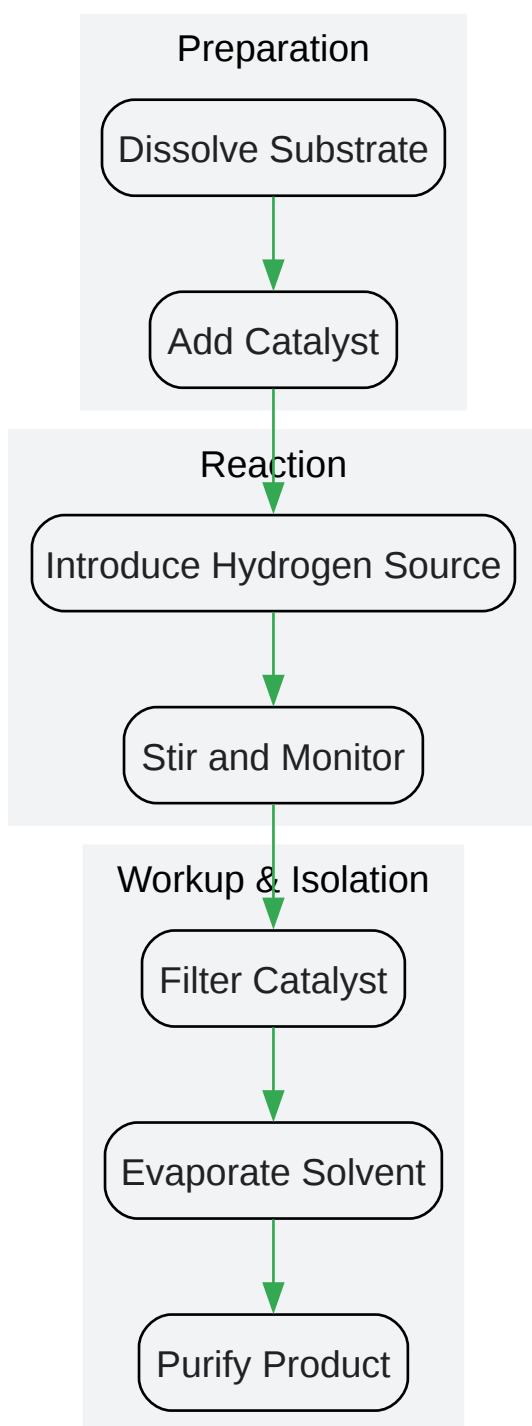 Preparation
Dissolve Substrate
Add Catalyst
Reaction
Introduce Hydrogen Source
Stir and Monitor
Workup & Isolation
Filter Catalyst
Evaporate Solvent
Purify Product